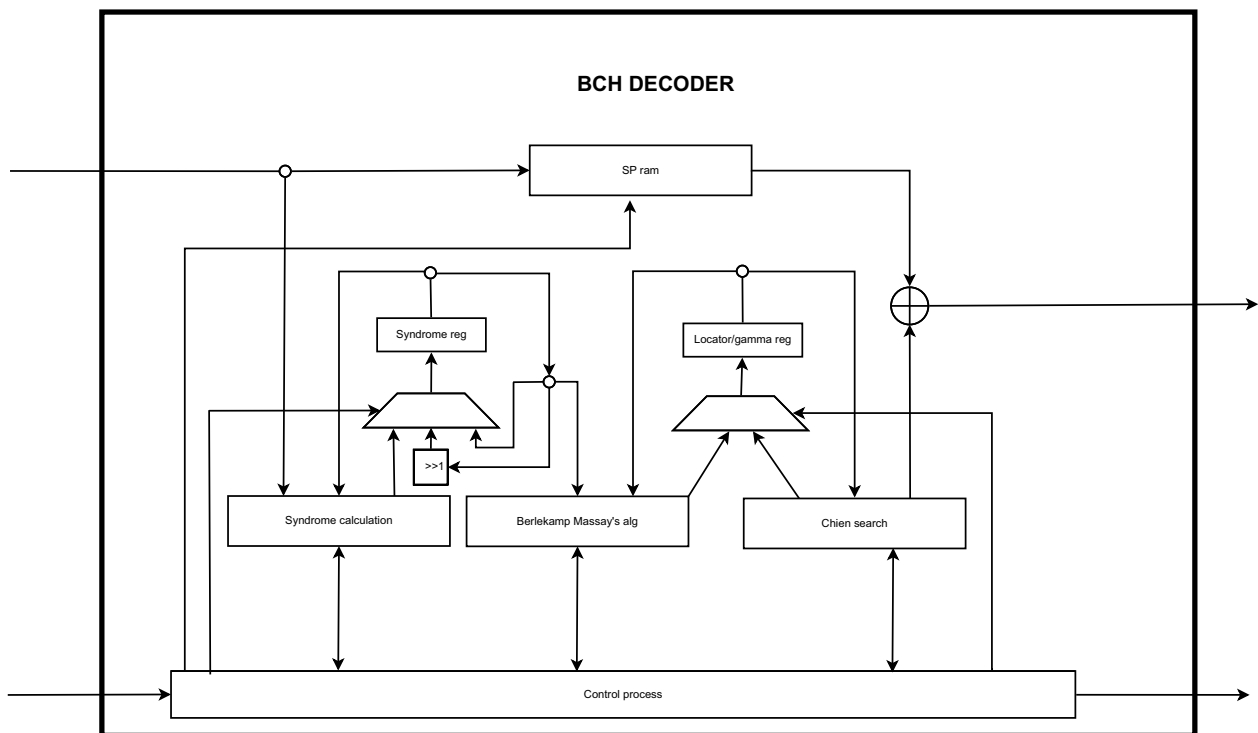 BCH DECODER
SP ram
Syndrome reg
Locator/gamma reg
>>1
Syndrome calculation
Berlekamp Massay's alg
Chien search
Control process